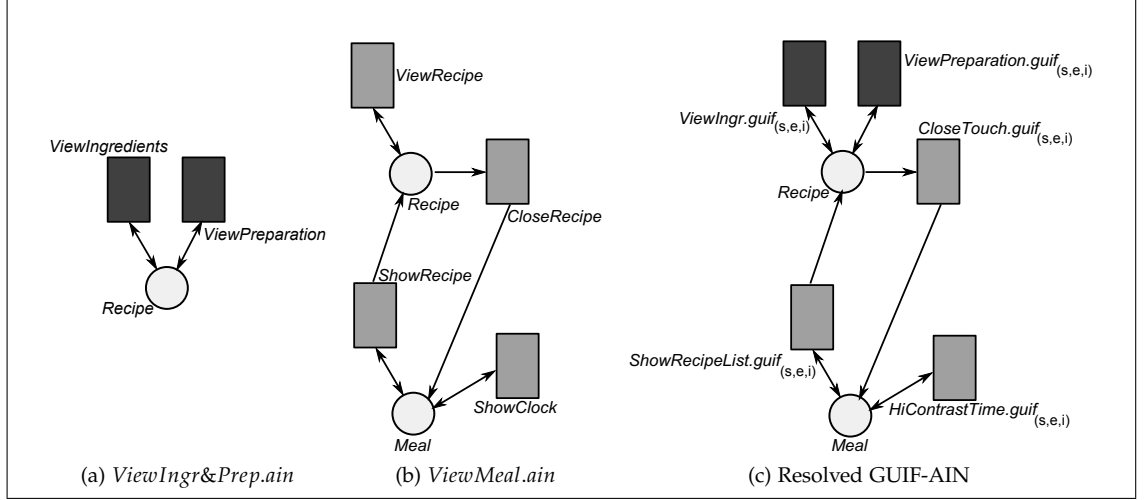 ViewIngredients
ViewPreparation
Recipe
(a) ViewIngr&Prep.ain
ViewRecipe
Recipe
CloseRecipe
ShowRecipe
ShowClock
Meal
(b) ViewMeal.ain
ViewPreparation.guif(s,e,i)
ViewIngr.guif(s,e,i)
CloseTouch.guif(s,e,i)
Recipe
ShowRecipeList.guif(s,e,i)
HiContrastTime.guif(s,e,i)
Meal
(c) Resolved GUIF-AIN